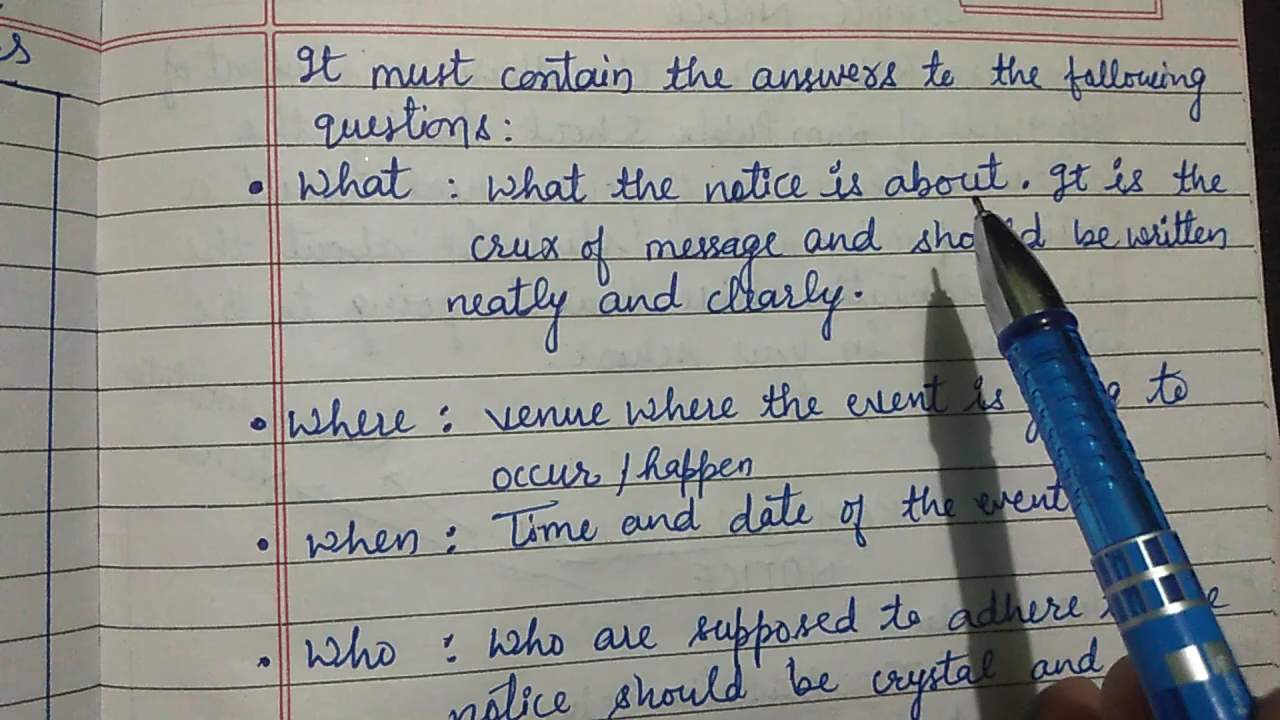 s
It must contain the answers to the following
questions:
• What : What the notice is about. It is the
crux of message and should be written
neatly and clearly.
• Where : Venue where the event is to
occur / happen
• When : Time and date of the event
• Who : Who are supposed to adhere
notice should be crystal and